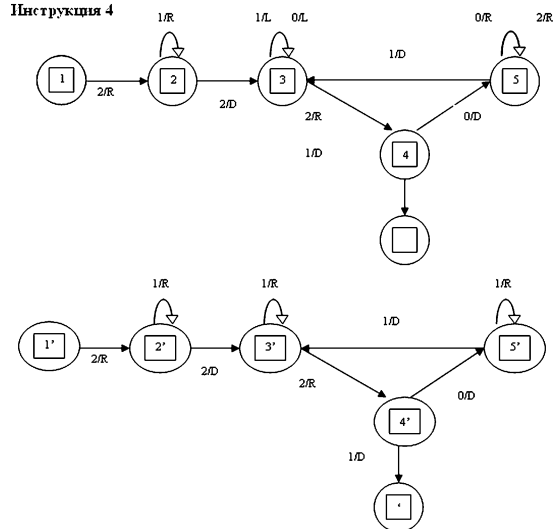 Инструкция 4
1/R 1/L 0/L 0/R 2/R
1/D
1 2 3 5
2/R 2/D 2/R 0/D
1/D 4
1/R 1/R 1/R
1/D
1’ 2’ 3’ 5’
2/R 2/D 2/R 0/D
4’
1/D
‘